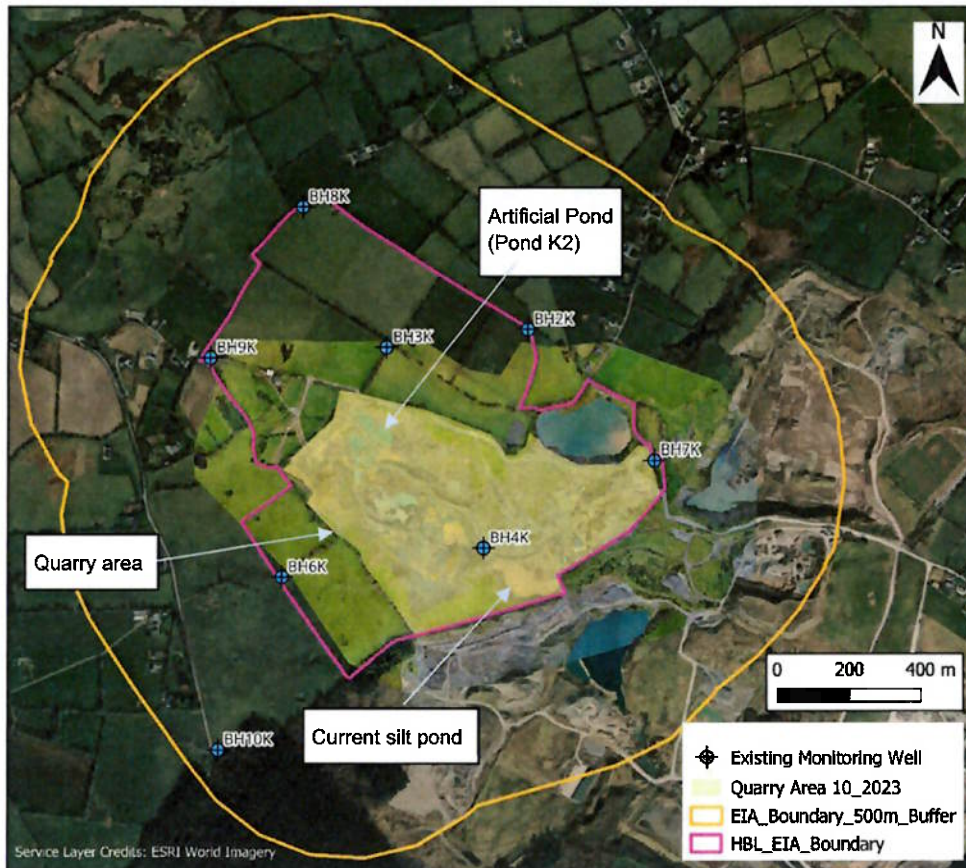 N
BH8K
Artificial Pond
(Pond K2)
BH2K
BH3K
BH9K
BH7K
BH4K
Quarry area
BH6K
0 200 400 m
Current silt pond
BH10K
Existing Monitoring Well
Quarry Area 10_2023
EIA_Boundary_500m_Buffer
HBL_EIA_Boundary
Service Layer Credits: ESRI World Imagery